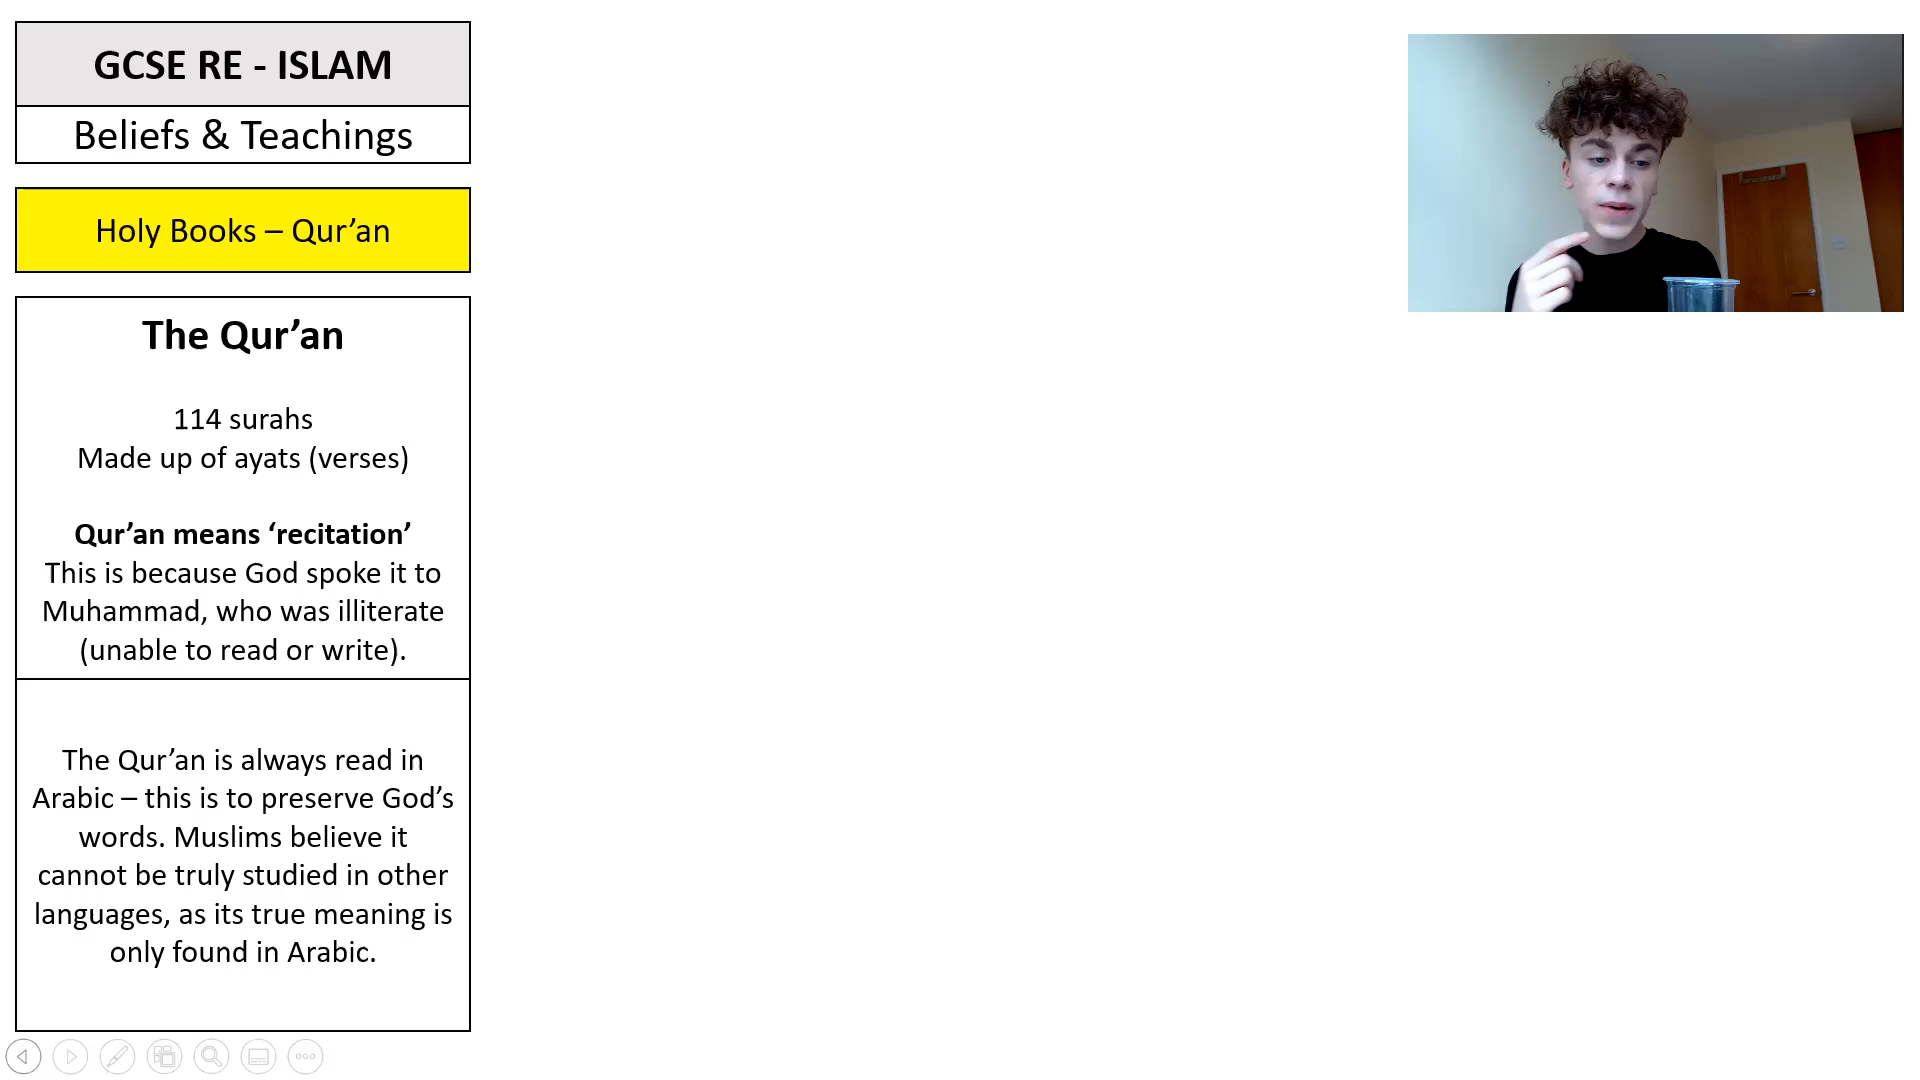 GCSE RE - ISLAM
Beliefs & Teachings
Holy Books – Qur’an
The Qur’an
114 surahs
Made up of ayats (verses)
Qur’an means ‘recitation’
This is because God spoke it to
Muhammad, who was illiterate
(unable to read or write).
The Qur’an is always read in
Arabic – this is to preserve God’s
words. Muslims believe it
cannot be truly studied in other
languages, as its true meaning is
only found in Arabic.